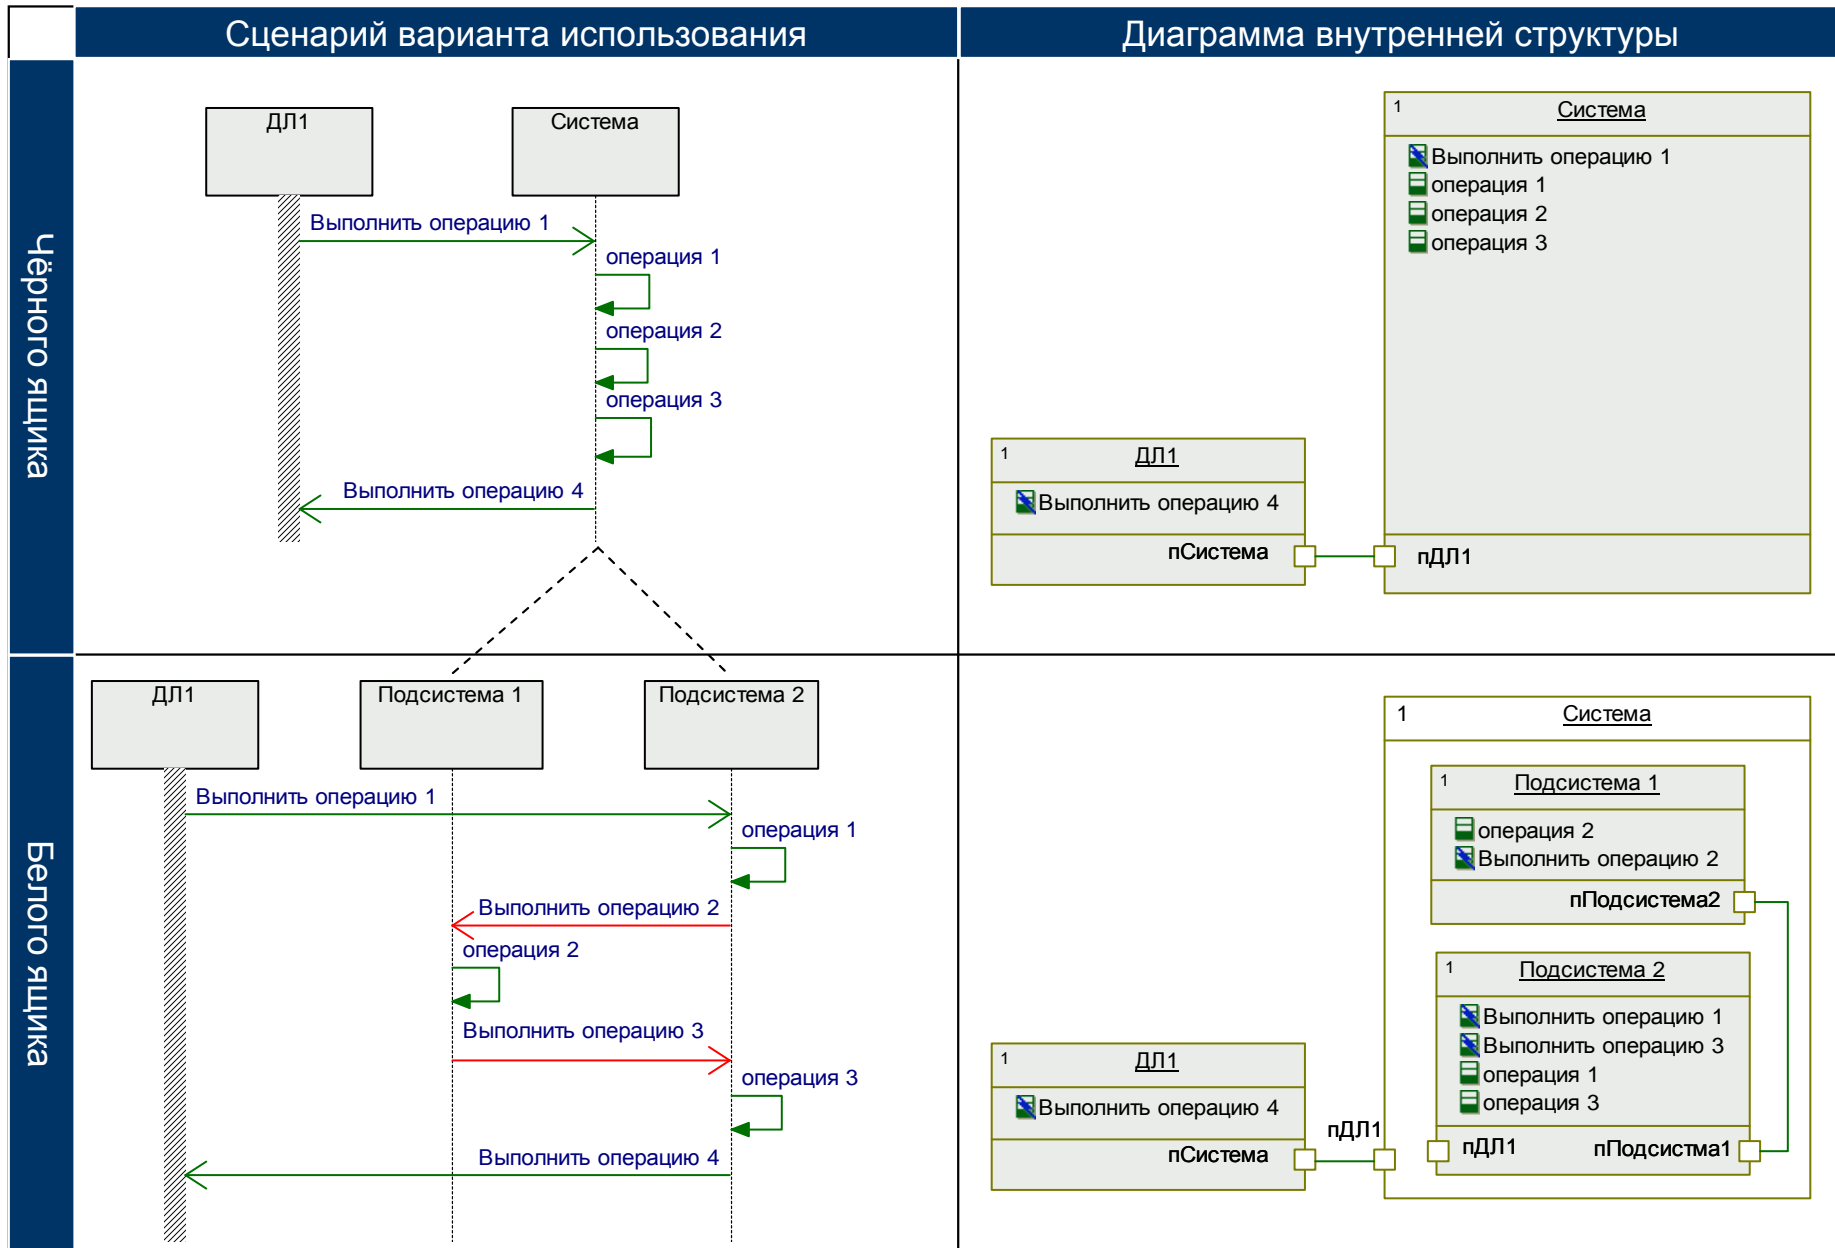 Сценарий варианта использования
Диаграмма внутренней структуры
Чёрного ящика
ДЛ1
Система
Выполнить операцию 1
операция 1
операция 2
операция 3
Выполнить операцию 4
1
Система
Выполнить операцию 1
операция 1
операция 2
операция 3
1
ДЛ1
Выполнить операцию 4
пСистема
пДЛ1
Белого ящика
ДЛ1
Подсистема 1
Подсистема 2
Выполнить операцию 1
операция 1
Выполнить операцию 2
операция 2
Выполнить операцию 3
операция 3
Выполнить операцию 4
1
Система
1
Подсистема 1
операция 2
Выполнить операцию 2
пПодсистема2
1
Подсистема 2
Выполнить операцию 1
Выполнить операцию 3
операция 1
операция 3
пДЛ1
пПодсистма1
1
ДЛ1
Выполнить операцию 4
пСистема
пДЛ1